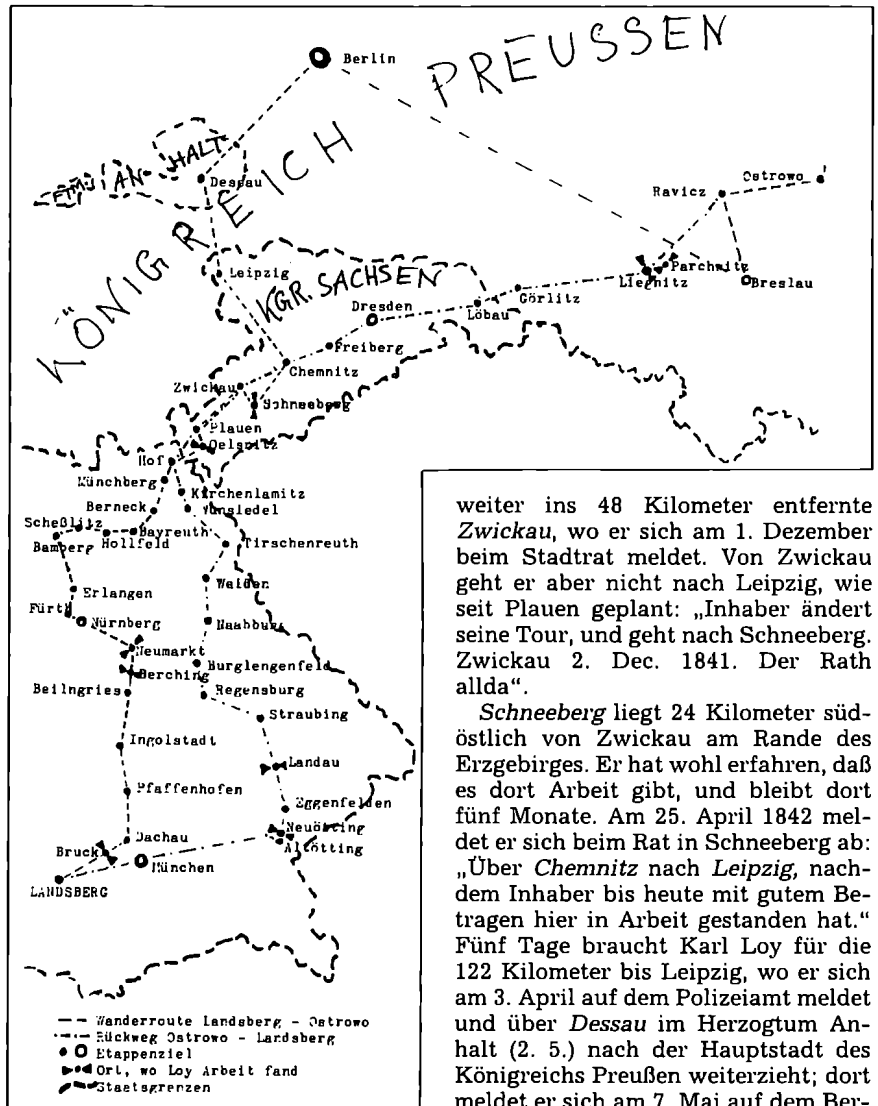 Berlin
PREUSSEN
KÖNIGREICH
ANHALT
Dessau
Ostrowo
Ravicz
Leipzig
KGR. SACHSEN
Parchwitz
Liegnitz
Breslau
Görlitz
Dresden
Löbau
Freiberg
Chemnitz
Zwickau
Schneeberg
Plauen
Oelsnitz
Hof
Münchberg
Kirchenlamitz
Berneck
Wunsiedel
Scheßlitz
Bayreuth
Hollfeld
Bamberg
Tirschenreuth
Weiden
Erlangen
Fürth
Nürnberg
Nabburg
Neumarkt
Berching
Burglengenfeld
Beilngries
Regensburg
Straubing
Ingolstadt
Landau
Pfaffenhofen
Eggenfelden
Dachau
Neuötting
Altötting
Bruck
München
LANDSBERG
Wanderroute Landsberg - Ostrowo
Rückweg Ostrowo - Landsberg
Etappenziel
Ort, wo Loy Arbeit fand
Staatsgrenzen
weiter ins 48 Kilometer entfernte
Zwickau, wo er sich am 1. Dezember
beim Stadtrat meldet. Von Zwickau
geht er aber nicht nach Leipzig, wie
seit Plauen geplant: „Inhaber ändert
seine Tour, und geht nach Schneeberg.
Zwickau 2. Dec. 1841. Der Rath
allda“.
Schneeberg liegt 24 Kilometer süd-
östlich von Zwickau am Rande des
Erzgebirges. Er hat wohl erfahren, daß
es dort Arbeit gibt, und bleibt dort
fünf Monate. Am 25. April 1842 mel-
det er sich beim Rat in Schneeberg ab:
„Über Chemnitz nach Leipzig, nach-
dem Inhaber bis heute mit gutem Be-
tragen hier in Arbeit gestanden hat.“
Fünf Tage braucht Karl Loy für die
122 Kilometer bis Leipzig, wo er sich
am 3. April auf dem Polizeiamt meldet
und über Dessau im Herzogtum An-
halt (2. 5.) nach der Hauptstadt des
Königreichs Preußen weiterzieht; dort
meldet er sich am 7. Mai auf dem Ber-